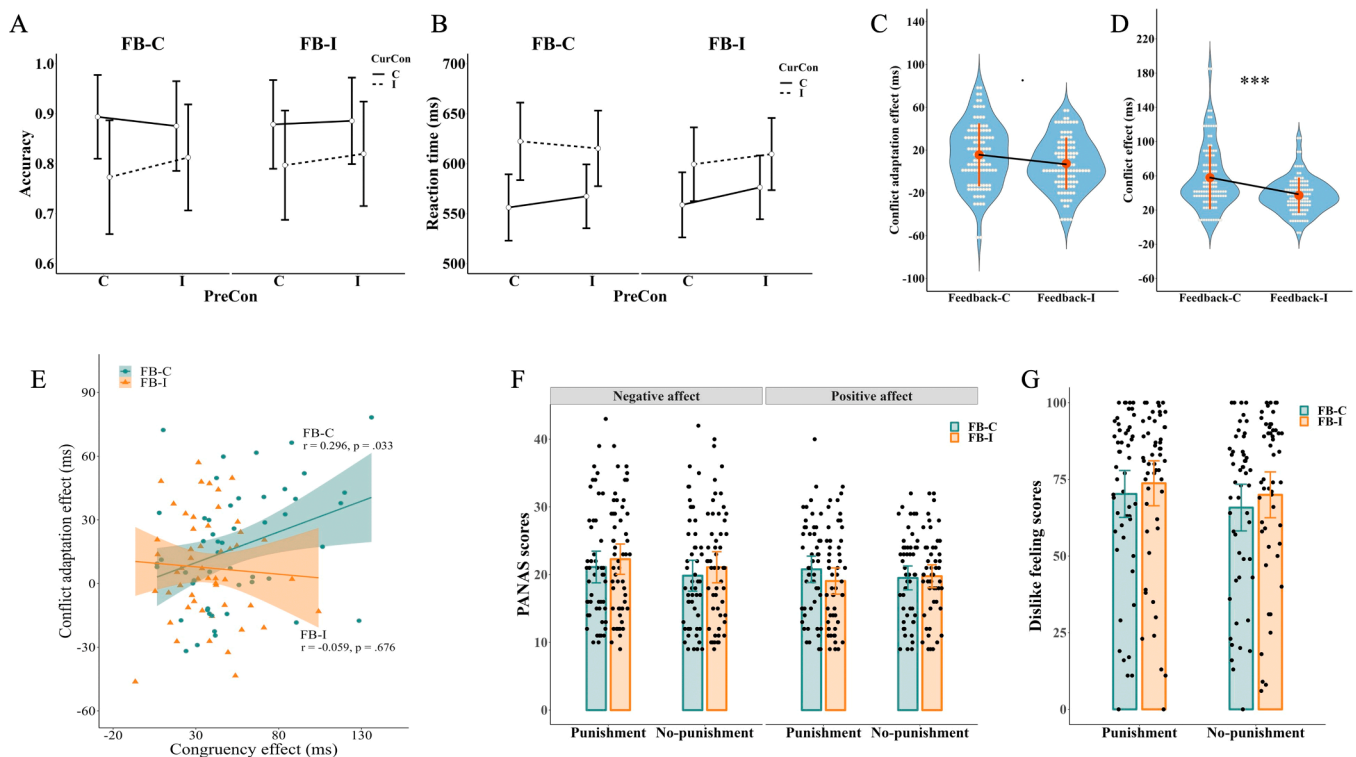 A
FB-C
FB-I
CurCon
C
I
Accuracy
1.0
0.9
0.8
0.7
0.6
C
I
C
I
PreCon
B
FB-C
FB-I
CurCon
C
I
Reaction time (ms)
700
650
600
550
500
C
I
C
I
PreCon
C
Conflict adaptation effect (ms)
140
100
60
20
-20
-60
-100
.
Feedback-C
Feedback-I
D
Conflict effect (ms)
220
180
140
100
60
20
-20
-60
***
Feedback-C
Feedback-I
E
FB-C
FB-I
Conflict adaptation effect (ms)
90
60
30
0
-30
-60
FB-C
r = 0.296, p = .033
FB-I
r = -0.059, p = .676
-20
30
80
130
Congruency effect (ms)
F
Negative affect
Positive affect
FB-C
FB-I
PANAS scores
40
30
20
10
0
Punishment
No-punishment
Punishment
No-punishment
G
FB-C
FB-I
Dislike feeling scores
100
75
50
25
0
Punishment
No-punishment